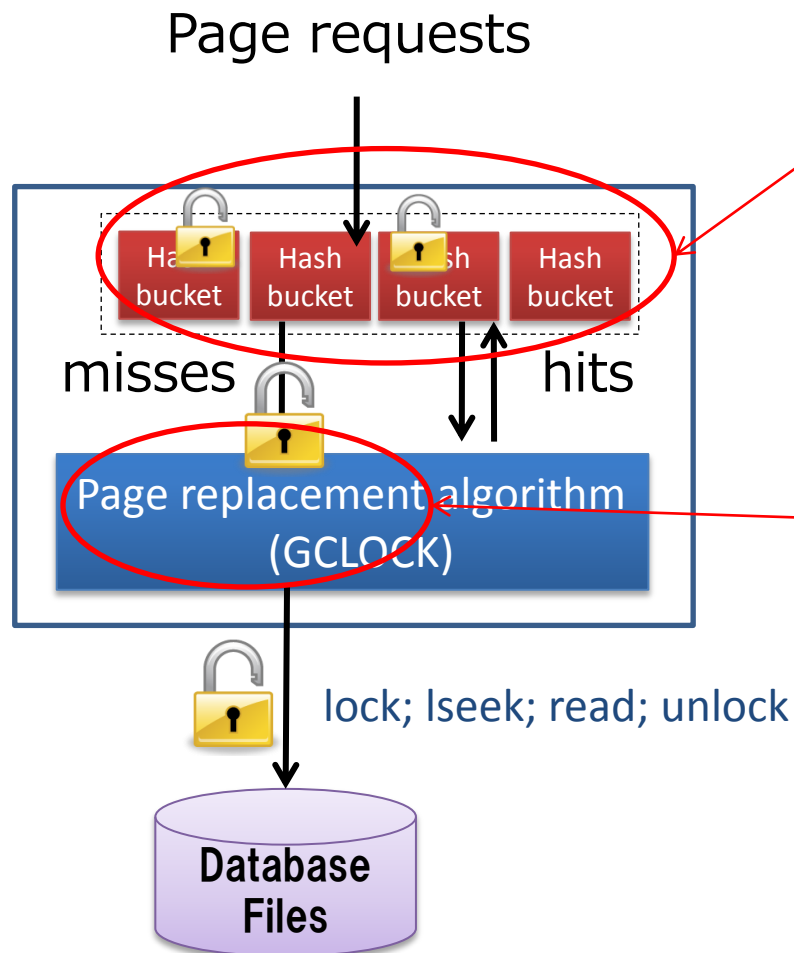 Page requests
Hash
bucket
Hash
bucket
Hash
bucket
Hash
bucket
misses
hits
Page replacement algorithm
(GCLOCK)
lock; lseek; read; unlock
Database
Files